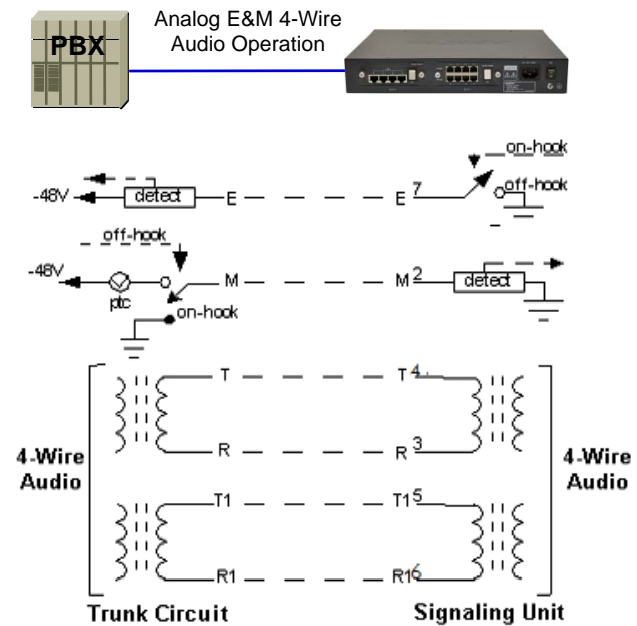 Analog E&M 4-Wire
Audio Operation
PBX
on-hook
-48V
detect
E
E 7
off-hook
off-hook
-48V
M
M 2
detect
ptc
on-hook
T
T 4
R
R 3
4-Wire
Audio
4-Wire
Audio
T1
T1 5
R1
R1 6
Trunk Circuit
Signaling Unit